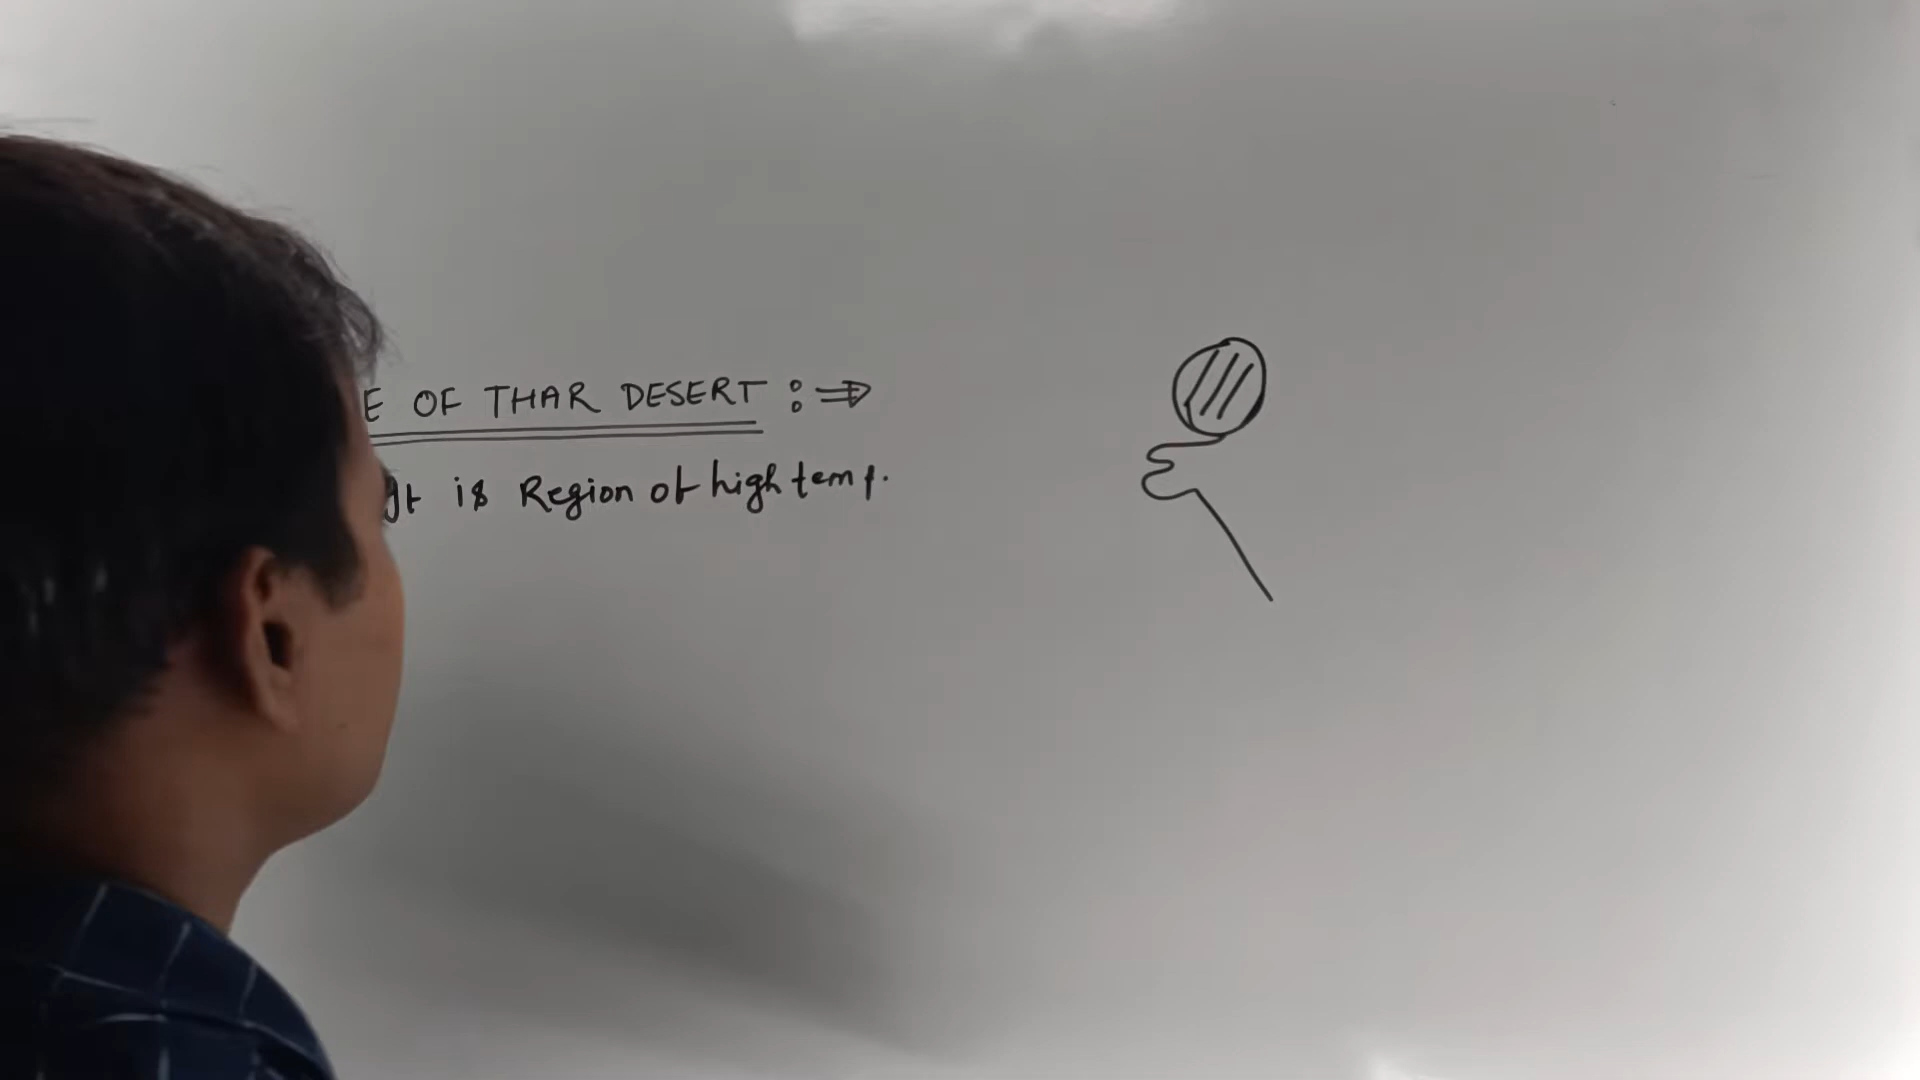 E OF THAR DESERT :⇒
It is Region of high temp.